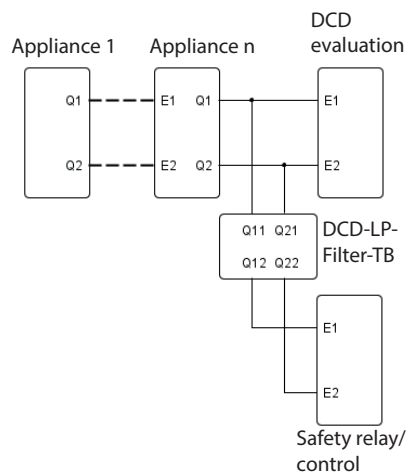 Appliance 1
Appliance n
DCD
evaluation
Q1
E1
Q1
E1
Q2
E2
Q2
E2
Q11 Q21
Q12 Q22
DCD-LP-
Filter-TB
E1
E2
Safety relay/
control